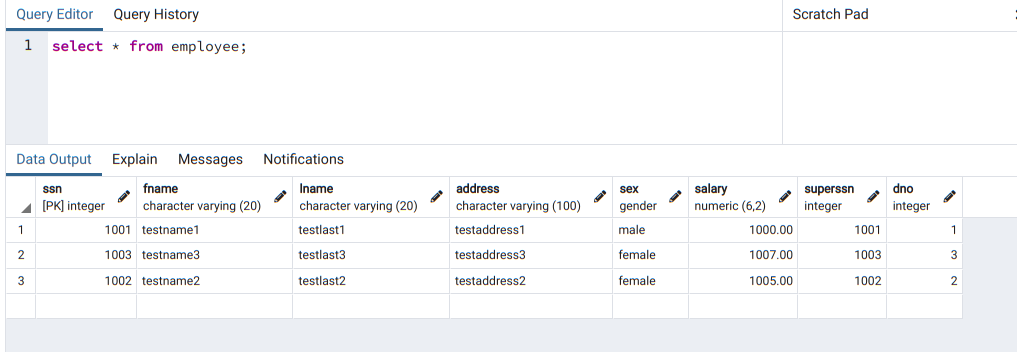 Query Editor Query History Scratch Pad
1 select * from employee;
Data Output Explain Messages Notifications
ssn fname lname address sex salary superssn dno
[PK] integer character varying (20) character varying (20) character varying (100) gender numeric (6,2) integer integer
1 1001 testname1 testlast1 testaddress1 male 1000.00 1001 1
2 1003 testname3 testlast3 testaddress3 female 1007.00 1003 3
3 1002 testname2 testlast2 testaddress2 female 1005.00 1002 2